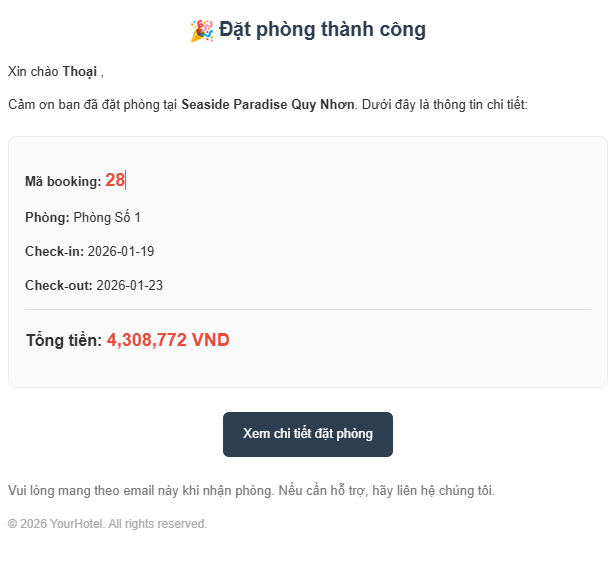 🎉 Đặt phòng thành công
Xin chào Thoại ,
Cảm ơn bạn đã đặt phòng tại Seaside Paradise Quy Nhơn. Dưới đây là thông tin chi tiết:
Mã booking: 28
Phòng: Phòng Số 1
Check-in: 2026-01-19
Check-out: 2026-01-23
Tổng tiền: 4,308,772 VND
Xem chi tiết đặt phòng
Vui lòng mang theo email này khi nhận phòng. Nếu cần hỗ trợ, hãy liên hệ chúng tôi.
© 2026 YourHotel. All rights reserved.